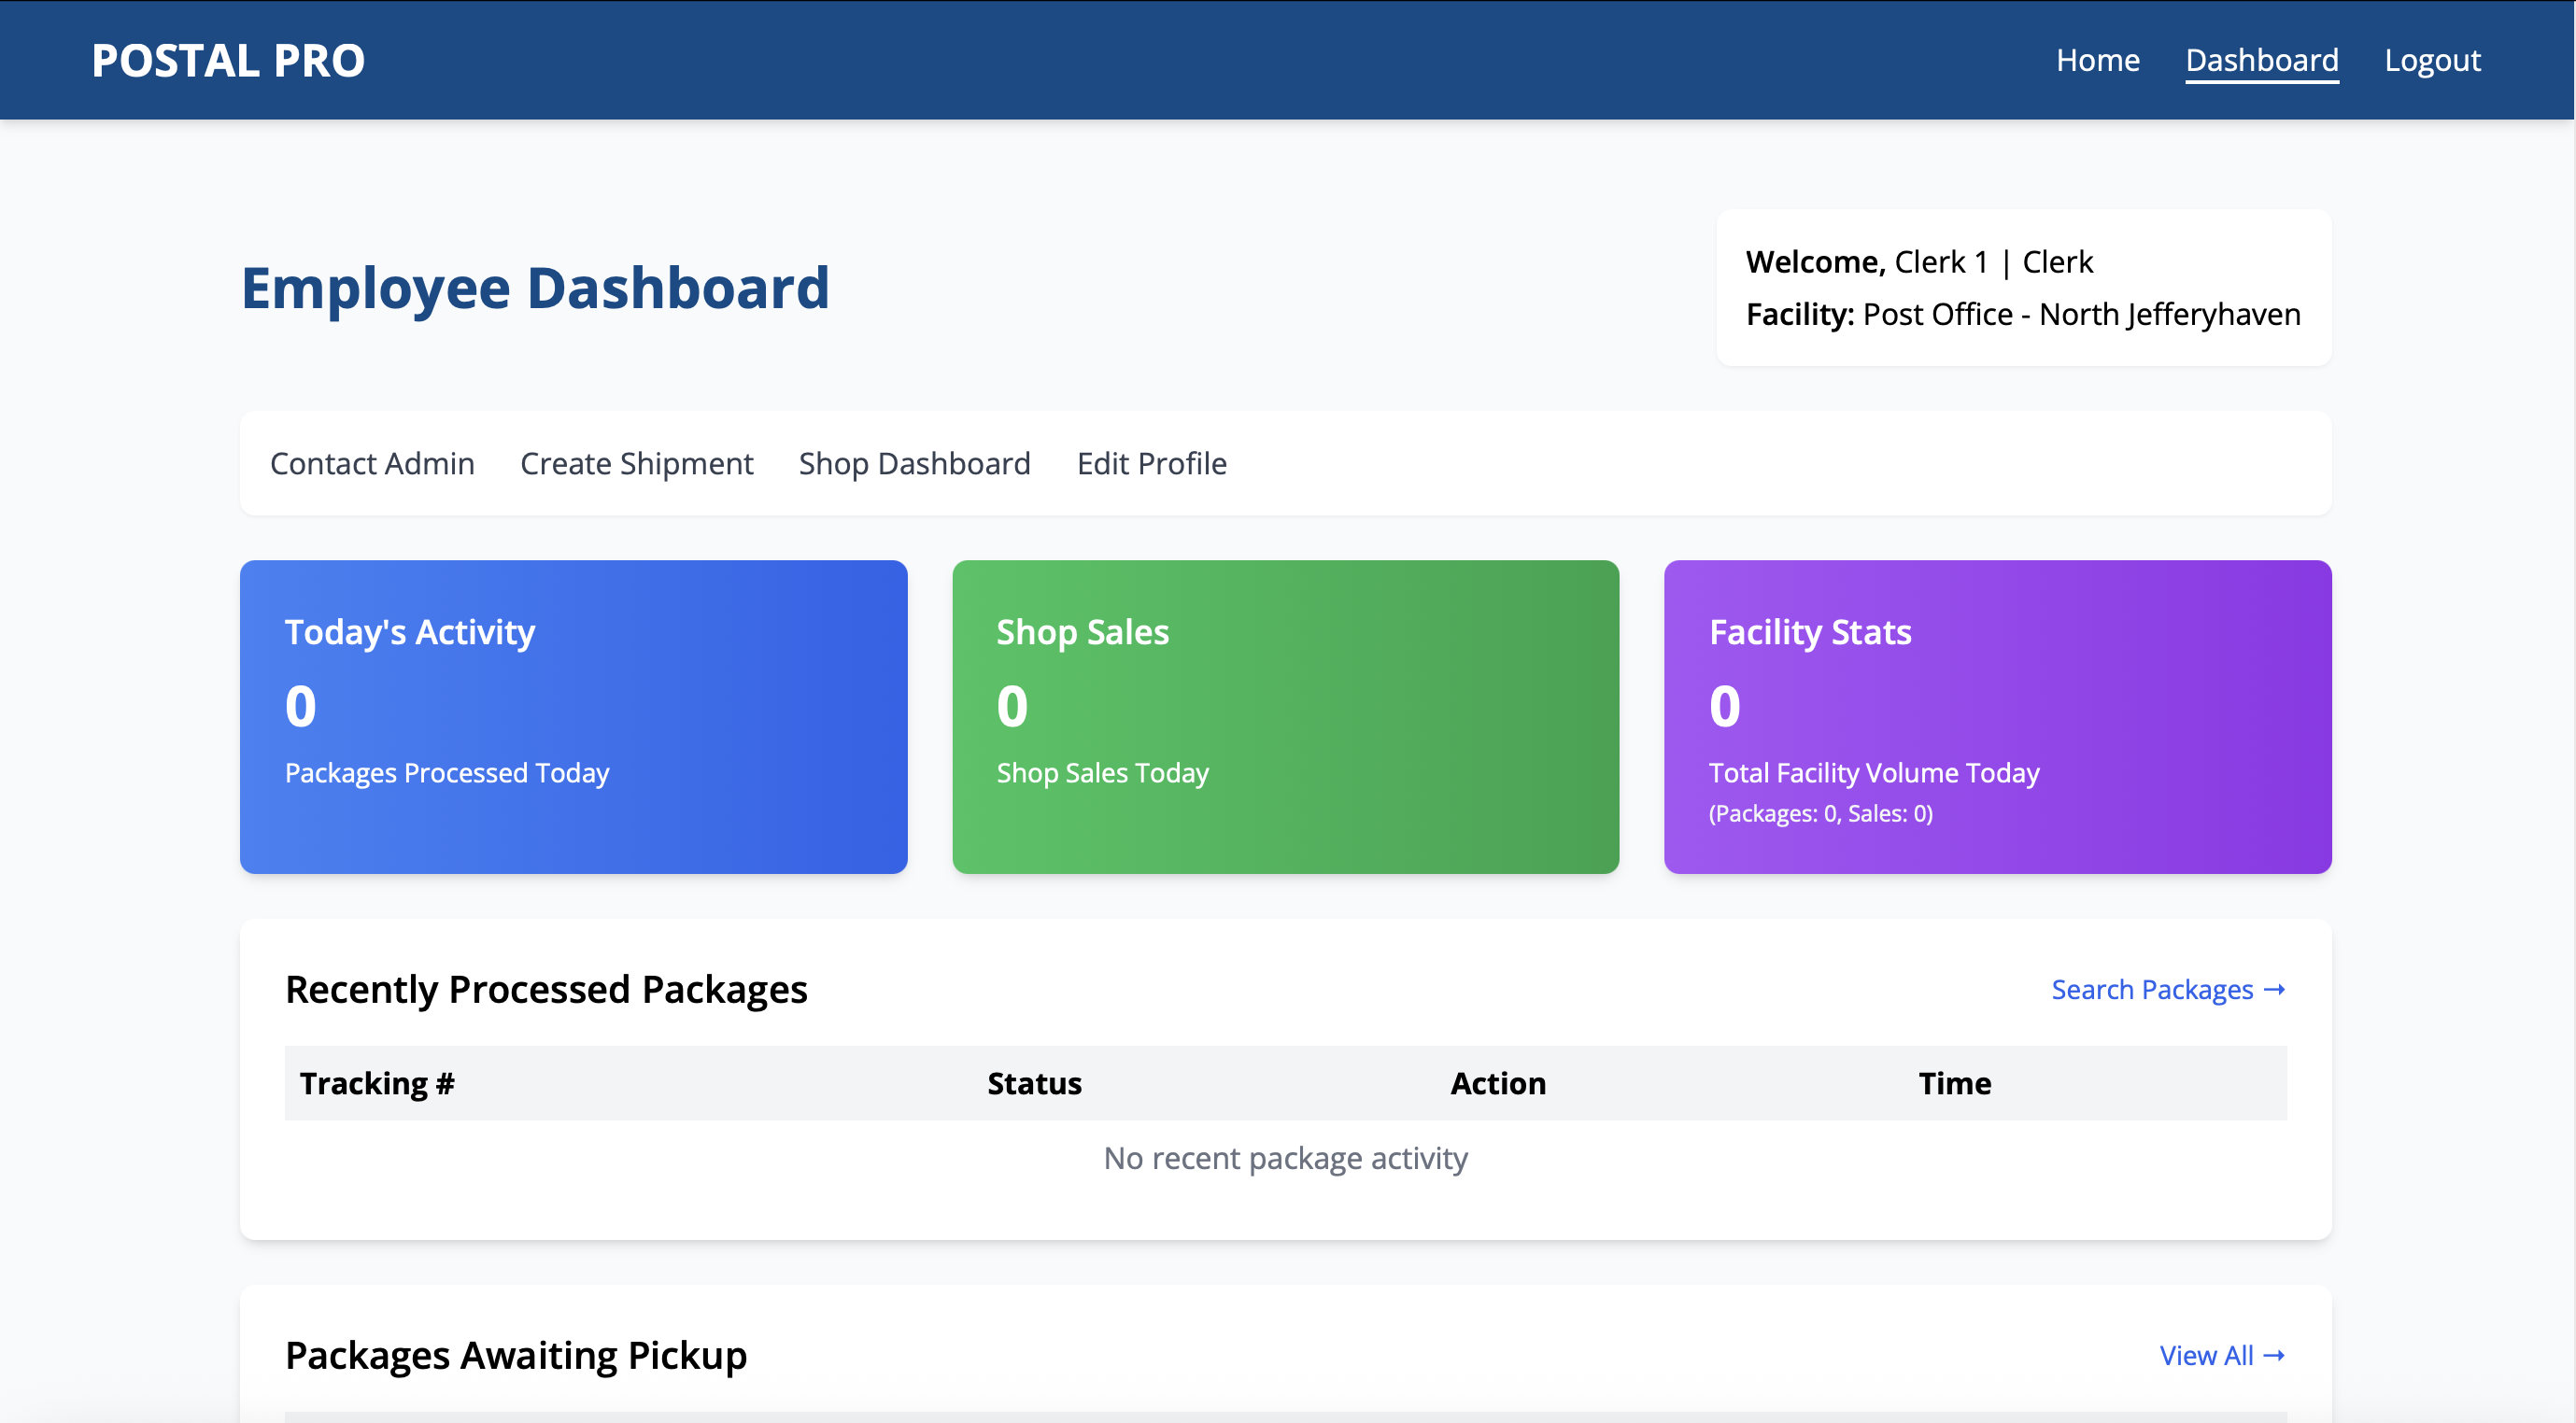 POSTAL PRO
Home Dashboard Logout
Employee Dashboard
Welcome, Clerk 1 | Clerk
Facility: Post Office - North Jefferyhaven
Contact Admin Create Shipment Shop Dashboard Edit Profile
Today's Activity
0
Packages Processed Today
Shop Sales
0
Shop Sales Today
Facility Stats
0
Total Facility Volume Today
(Packages: 0, Sales: 0)
Recently Processed Packages
Search Packages →
Tracking # Status Action Time
No recent package activity
Packages Awaiting Pickup
View All →